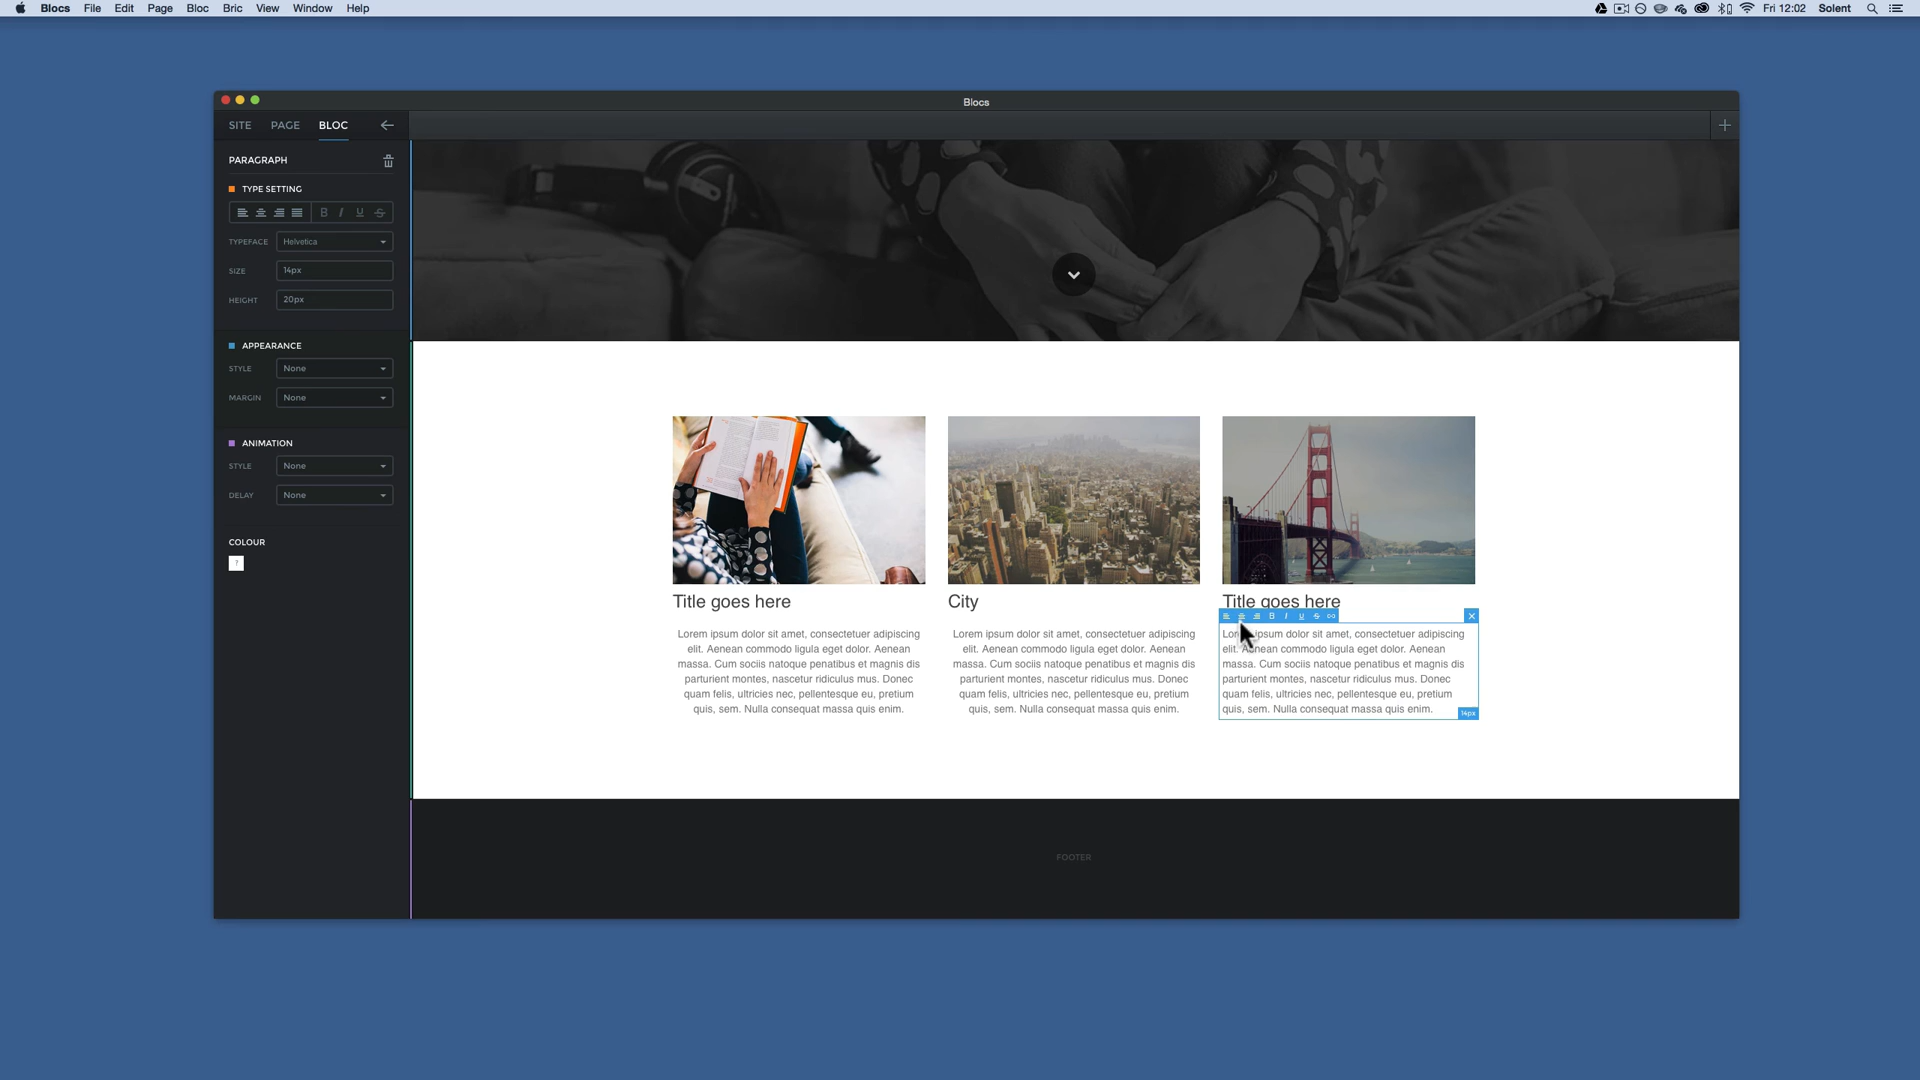 Blocs File Edit Page Bloc Bric View Window Help
Fri 12:02 Solent
Blocs
SITE PAGE BLOC
PARAGRAPH
TYPE SETTING
B I U S
TYPEFACE Helvetica
SIZE 14px
HEIGHT 20px
APPEARANCE
STYLE None
MARGIN None
ANIMATION
STYLE None
DELAY None
COLOUR
?
Title goes here
Lorem ipsum dolor sit amet, consectetuer adipiscing
elit. Aenean commodo ligula eget dolor. Aenean
massa. Cum sociis natoque penatibus et magnis dis
parturient montes, nascetur ridiculus mus. Donec
quam felis, ultricies nec, pellentesque eu, pretium
quis, sem. Nulla consequat massa quis enim.
City
Lorem ipsum dolor sit amet, consectetuer adipiscing
elit. Aenean commodo ligula eget dolor. Aenean
massa. Cum sociis natoque penatibus et magnis dis
parturient montes, nascetur ridiculus mus. Donec
quam felis, ultricies nec, pellentesque eu, pretium
quis, sem. Nulla consequat massa quis enim.
Title goes here
B I U S
Lorem ipsum dolor sit amet, consectetuer adipiscing
elit. Aenean commodo ligula eget dolor. Aenean
massa. Cum sociis natoque penatibus et magnis dis
parturient montes, nascetur ridiculus mus. Donec
quam felis, ultricies nec, pellentesque eu, pretium
quis, sem. Nulla consequat massa quis enim.
14px
FOOTER